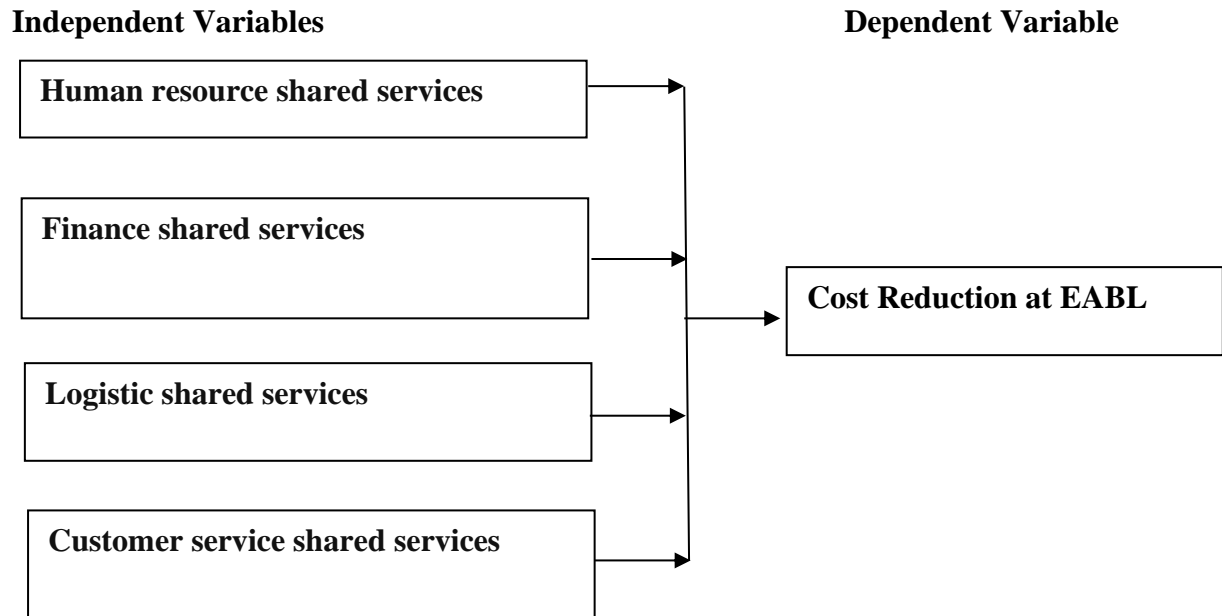 Independent Variables
Dependent Variable
Human resource shared services
Finance shared services
Cost Reduction at EABL
Logistic shared services
Customer service shared services